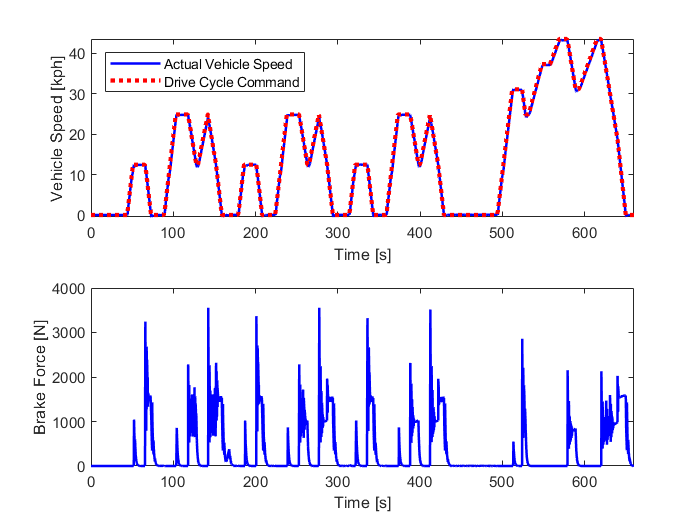 40
30
20
10
0
Vehicle Speed [kph]
Actual Vehicle Speed
Drive Cycle Command
0 100 200 300 400 500 600
Time [s]
4000
3000
2000
1000
0
Brake Force [N]
0 100 200 300 400 500 600
Time [s]